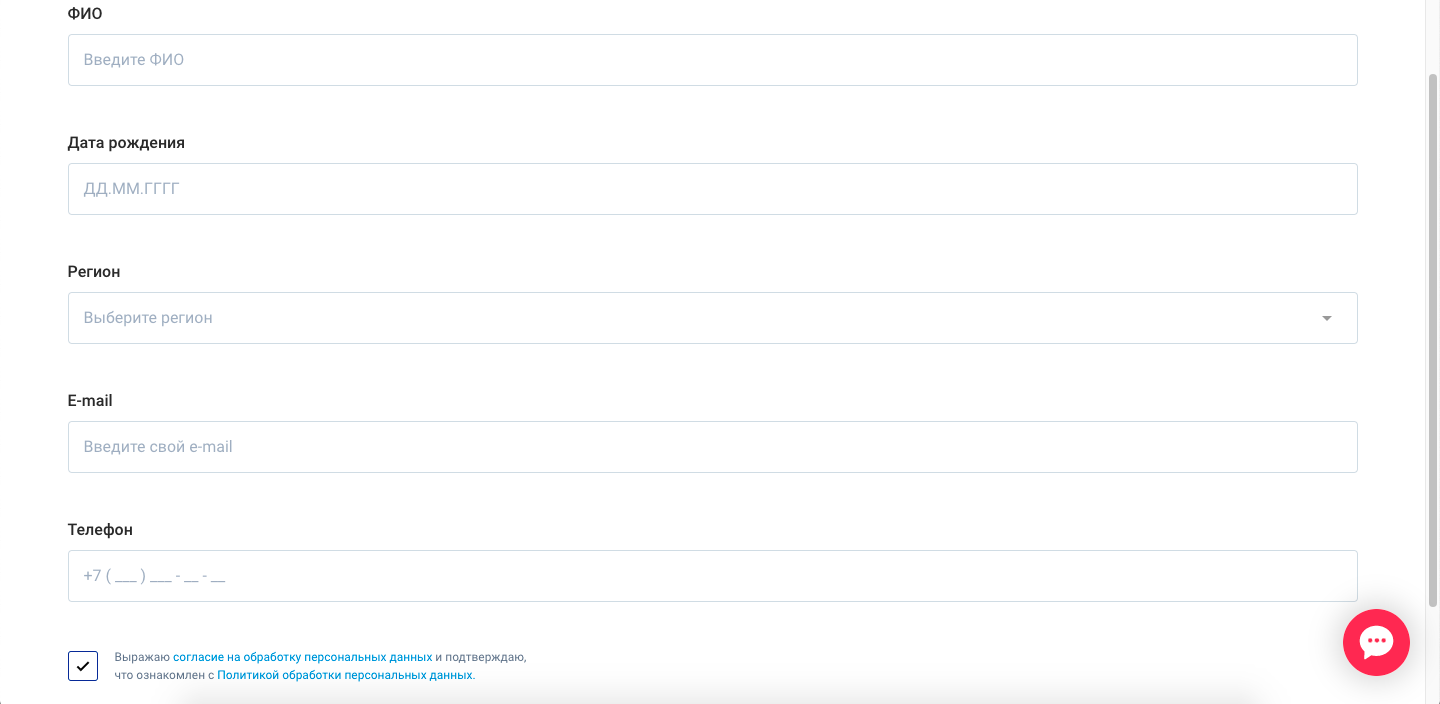 ФИО
Введите ФИО
Дата рождения
ДД.ММ.ГГГГ
Регион
Выберите регион
E-mail
Введите свой e-mail
Телефон
+7 ( ___ ) ___ - __ - __
Выражаю согласие на обработку персональных данных и подтверждаю,
что ознакомлен с Политикой обработки персональных данных.